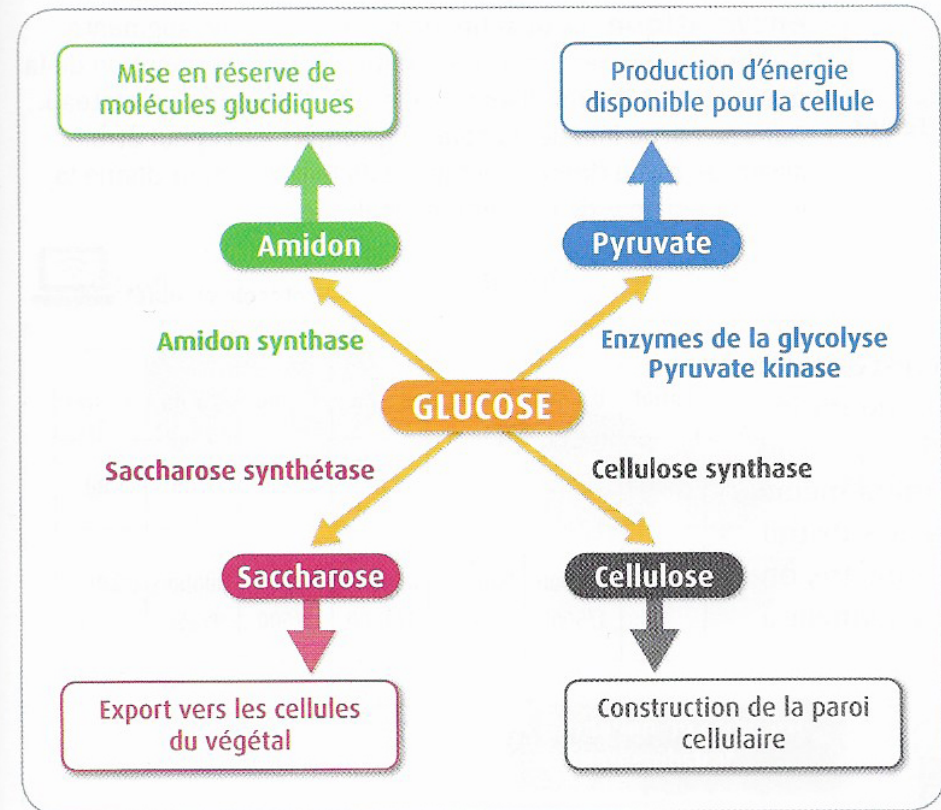 Mise en réserve de
molécules glucidiques
Production d'énergie
disponible pour la cellule
Amidon
Pyruvate
Amidon synthase
Enzymes de la glycolyse
Pyruvate kinase
GLUCOSE
Saccharose synthétase
Cellulose synthase
Saccharose
Cellulose
Export vers les cellules
du végétal
Construction de la paroi
cellulaire